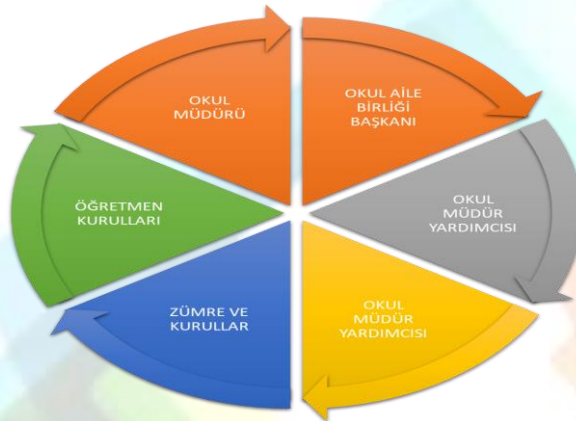 OKUL
MÜDÜRÜ
OKUL AİLE
BİRLİĞİ
BAŞKANI
OKUL
MÜDÜR
YARDIMCISI
OKUL
MÜDÜR
YARDIMCISI
ZÜMRE VE
KURULLAR
ÖĞRETMEN
KURULLARI